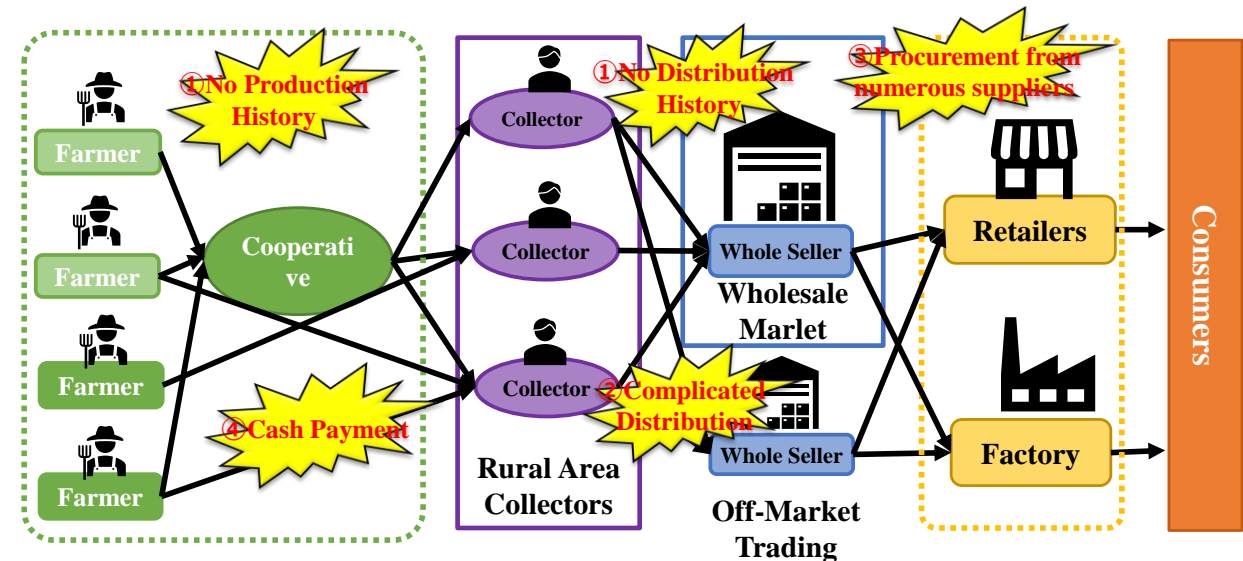 ①No Production
History
Farmer
Farmer
Farmer
Farmer
Cooperati
ve
④Cash Payment
Collector
Collector
Collector
Rural Area
Collectors
①No Distribution
History
Whole Seller
Wholesale
Marlet
②Complicated
Distribution
Whole Seller
Off-Market
Trading
③Procurement from
numerous suppliers
Retailers
Factory
Consumers